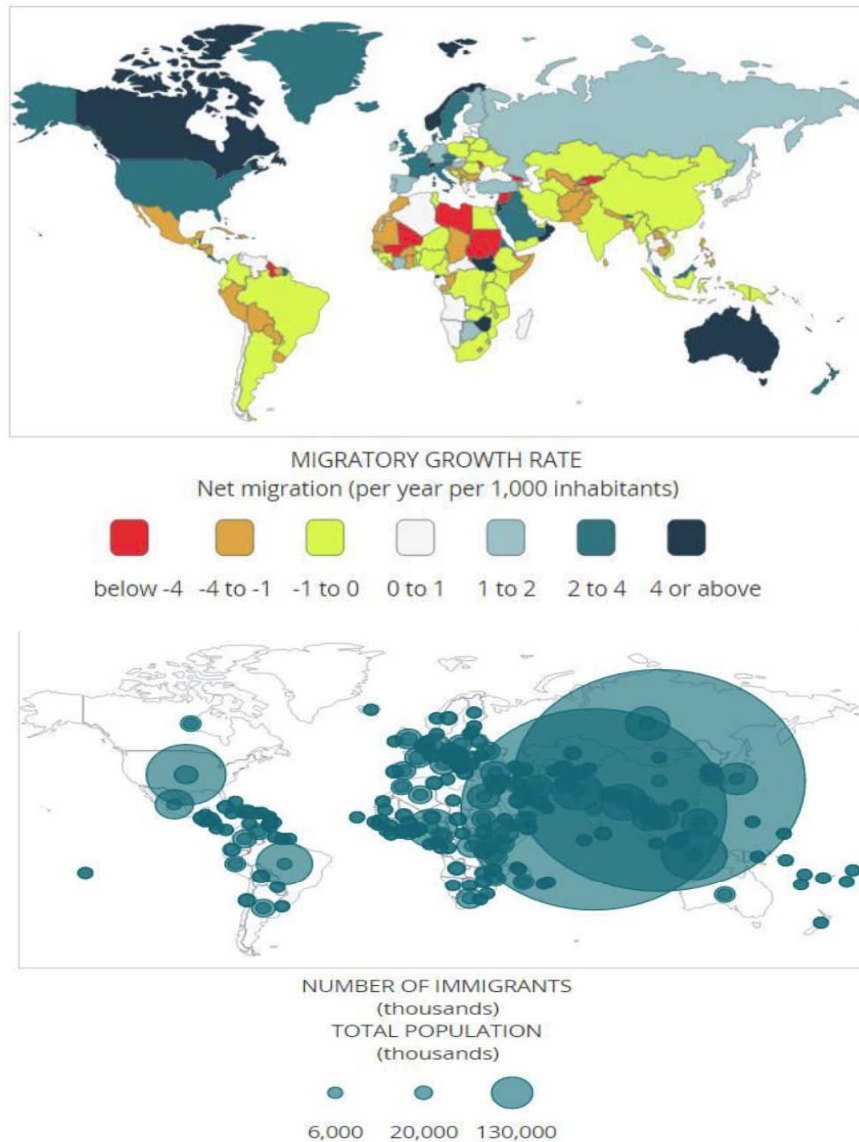 MIGRATORY GROWTH RATE
Net migration (per year per 1,000 inhabitants)
below -4 -4 to -1 -1 to 0 0 to 1 1 to 2 2 to 4 4 or above
NUMBER OF IMMIGRANTS
(thousands)
TOTAL POPULATION
(thousands)
6,000 20,000 130,000